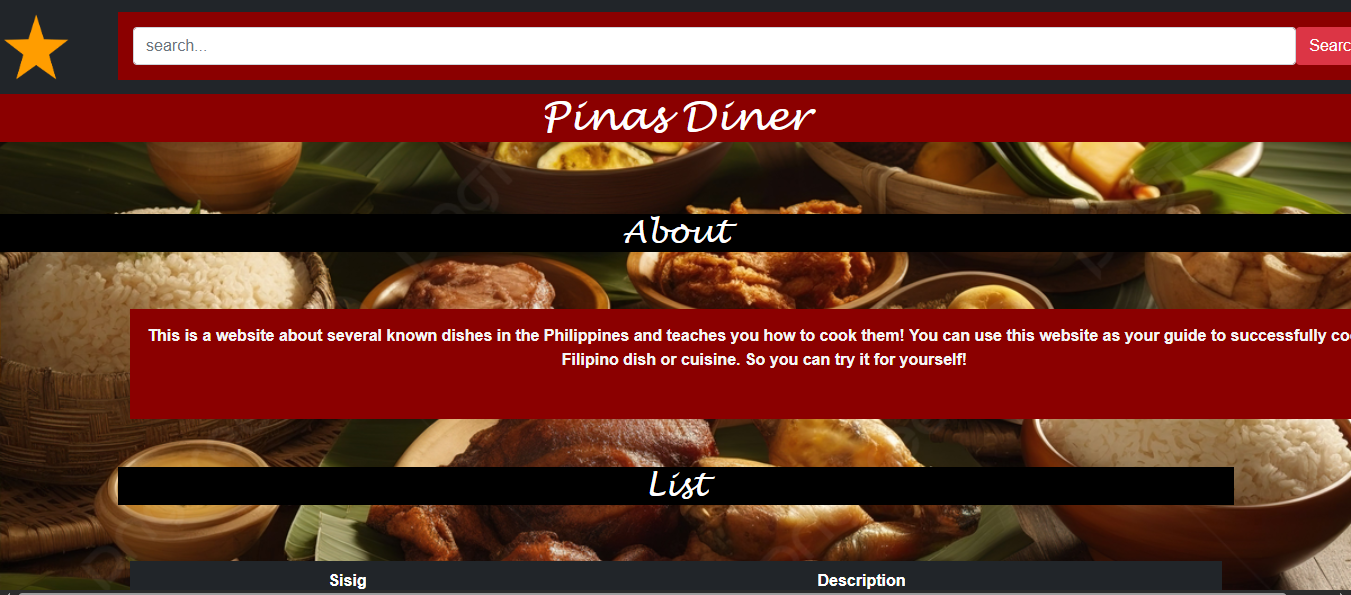 search...
Searc
Pinas Diner
About
This is a website about several known dishes in the Philippines and teaches you how to cook them! You can use this website as your guide to successfully co
Filipino dish or cuisine. So you can try it for yourself!
List
Sisig Description